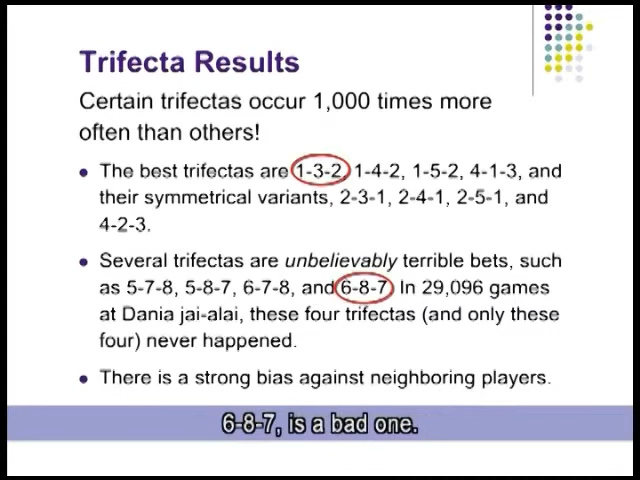 Trifecta Results
Certain trifectas occur 1,000 times more
often than others!
The best trifectas are 1-3-2, 1-4-2, 1-5-2, 4-1-3, and
their symmetrical variants, 2-3-1, 2-4-1, 2-5-1, and
4-2-3.
Several trifectas are unbelievably terrible bets, such
as 5-7-8, 5-8-7, 6-7-8, and 6-8-7. In 29,096 games
at Dania jai-alai, these four trifectas (and only these
four) never happened.
There is a strong bias against neighboring players.
6-8-7, is a bad one.